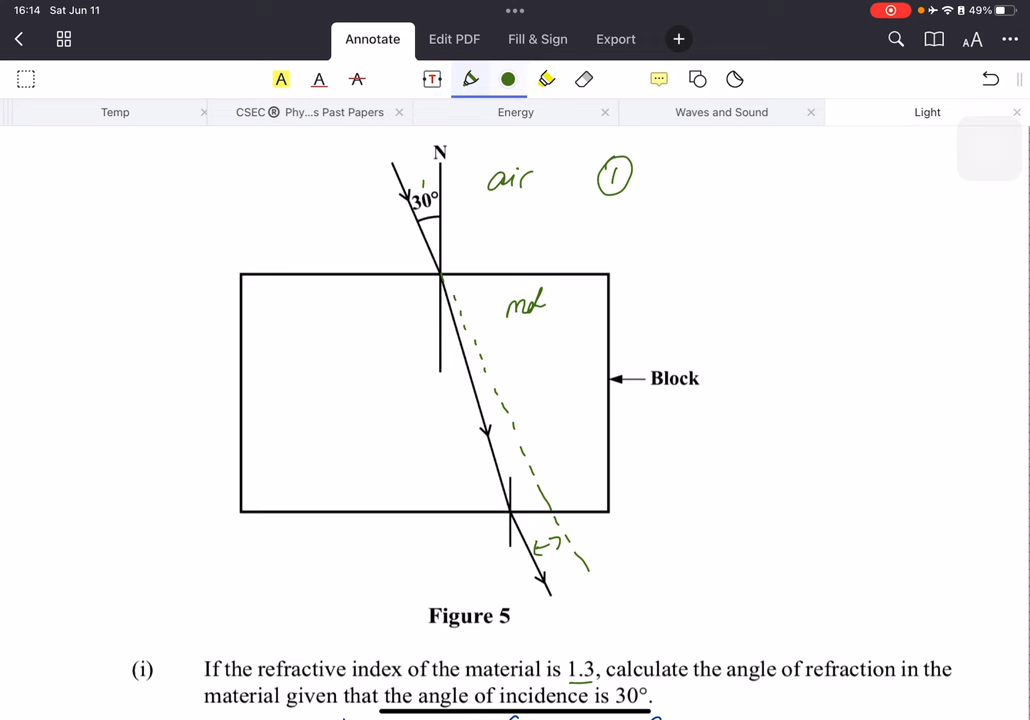 16:14 Sat Jun 11
49%
Annotate
Edit PDF
Fill & Sign
Export
Temp
CSEC® Phy...s Past Papers
Energy
Waves and Sound
Light
N
air
1
30°
Block
Figure 5
(i) If the refractive index of the material is 1.3, calculate the angle of refraction in the
material given that the angle of incidence is 30°.